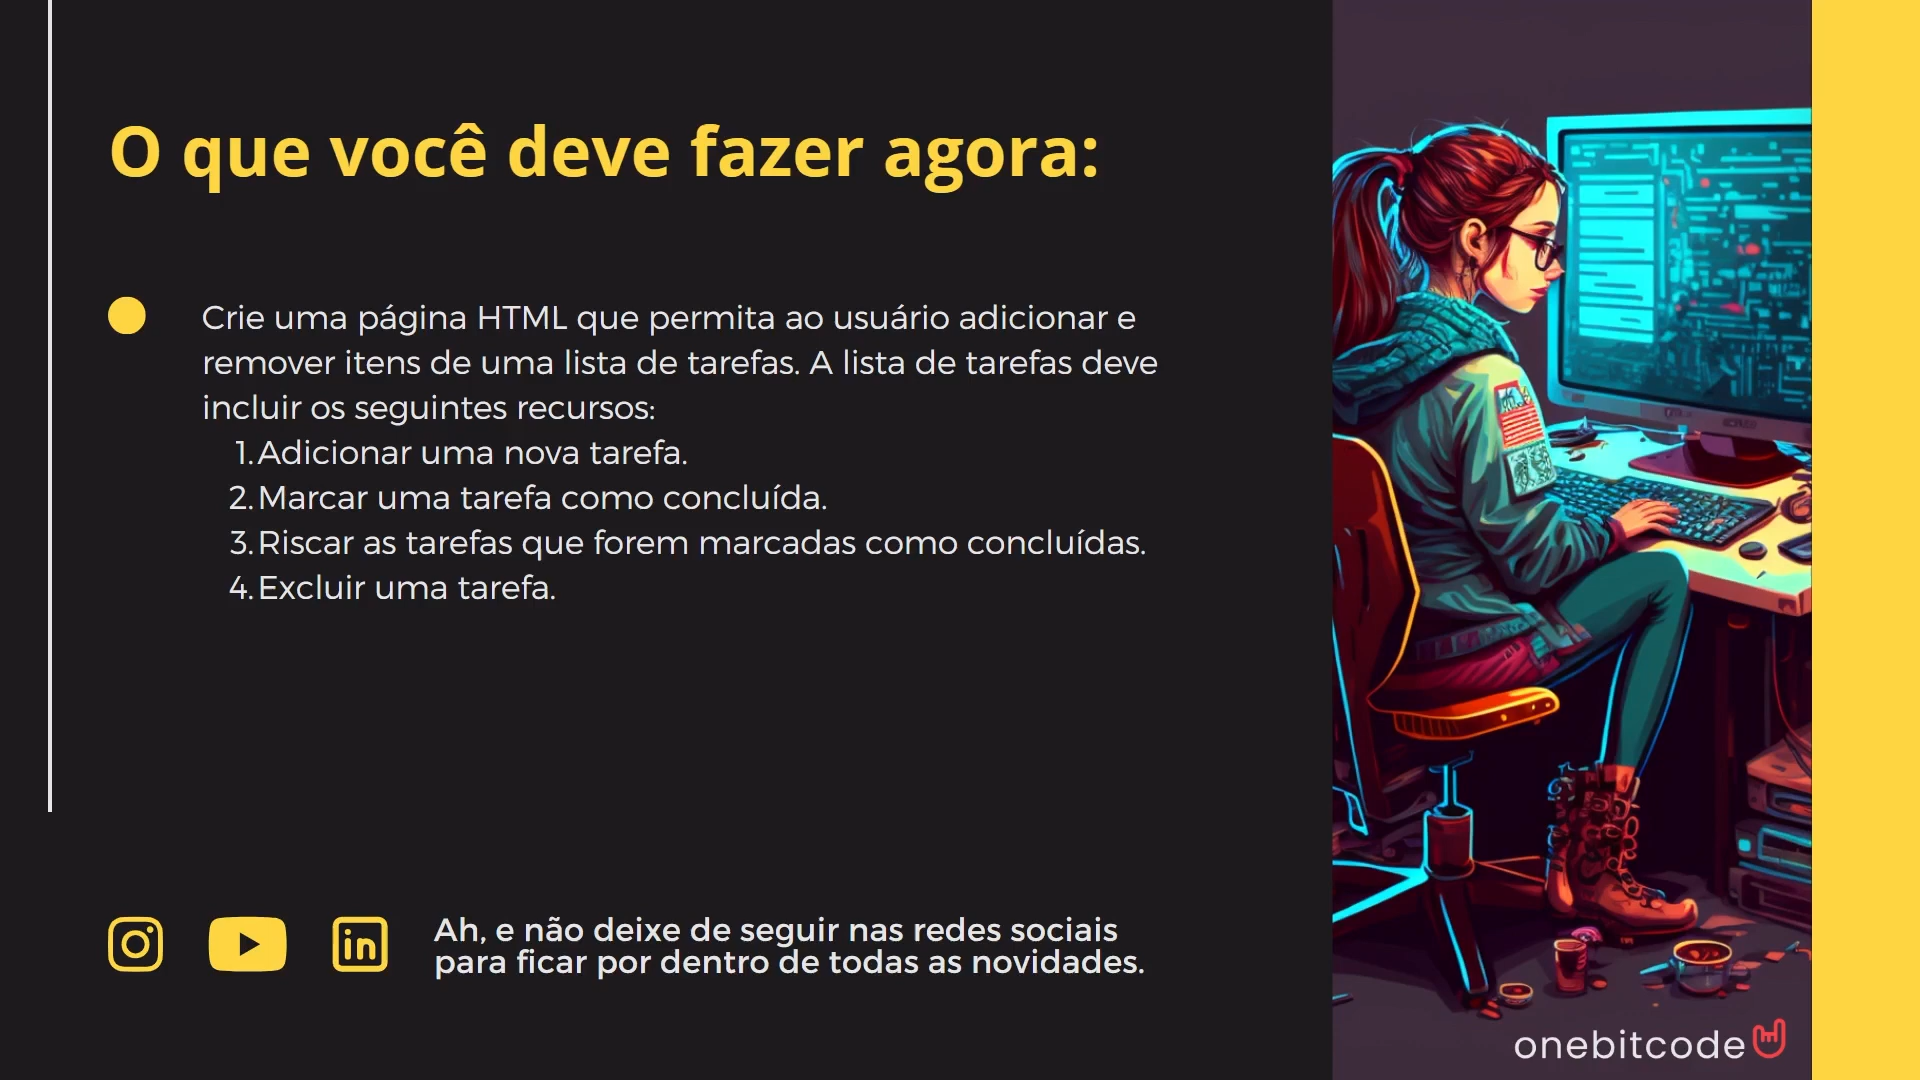 O que você deve fazer agora:
Crie uma página HTML que permita ao usuário adicionar e
remover itens de uma lista de tarefas. A lista de tarefas deve
incluir os seguintes recursos:
1. Adicionar uma nova tarefa.
2. Marcar uma tarefa como concluída.
3. Riscar as tarefas que forem marcadas como concluídas.
4. Excluir uma tarefa.
Ah, e não deixe de seguir nas redes sociais
para ficar por dentro de todas as novidades.
onebitcode